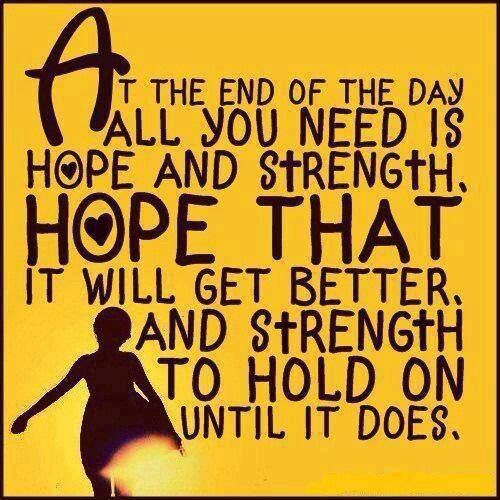 AT THE END OF THE DAY
ALL YOU NEED IS
HOPE AND STRENGTH.
HOPE THAT
IT WILL GET BETTER.
AND STRENGTH
TO HOLD ON
UNTIL IT DOES.